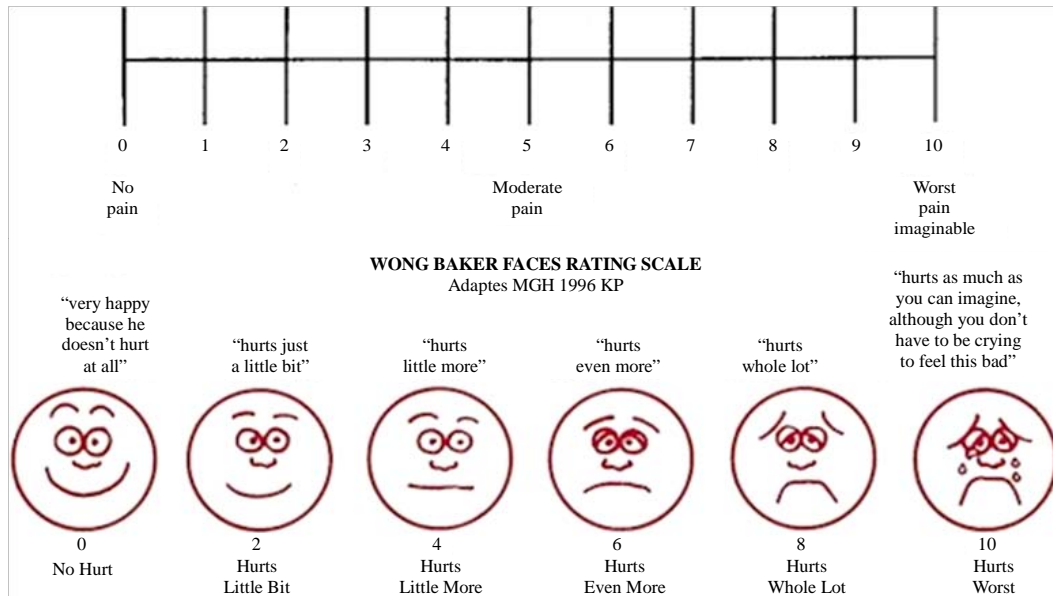 0 1 2 3 4 5 6 7 8 9 10
No
pain
Moderate
pain
Worst
pain
imaginable
WONG BAKER FACES RATING SCALE
Adaptes MGH 1996 KP
“very happy
because he
doesn’t hurt
at all”
“hurts just
a little bit”
“hurts
little more”
“hurts
even more”
“hurts
whole lot”
“hurts as much as
you can imagine,
although you don’t
have to be crying
to feel this bad”
0
No Hurt
2
Hurts
Little Bit
4
Hurts
Little More
6
Hurts
Even More
8
Hurts
Whole Lot
10
Hurts
Worst